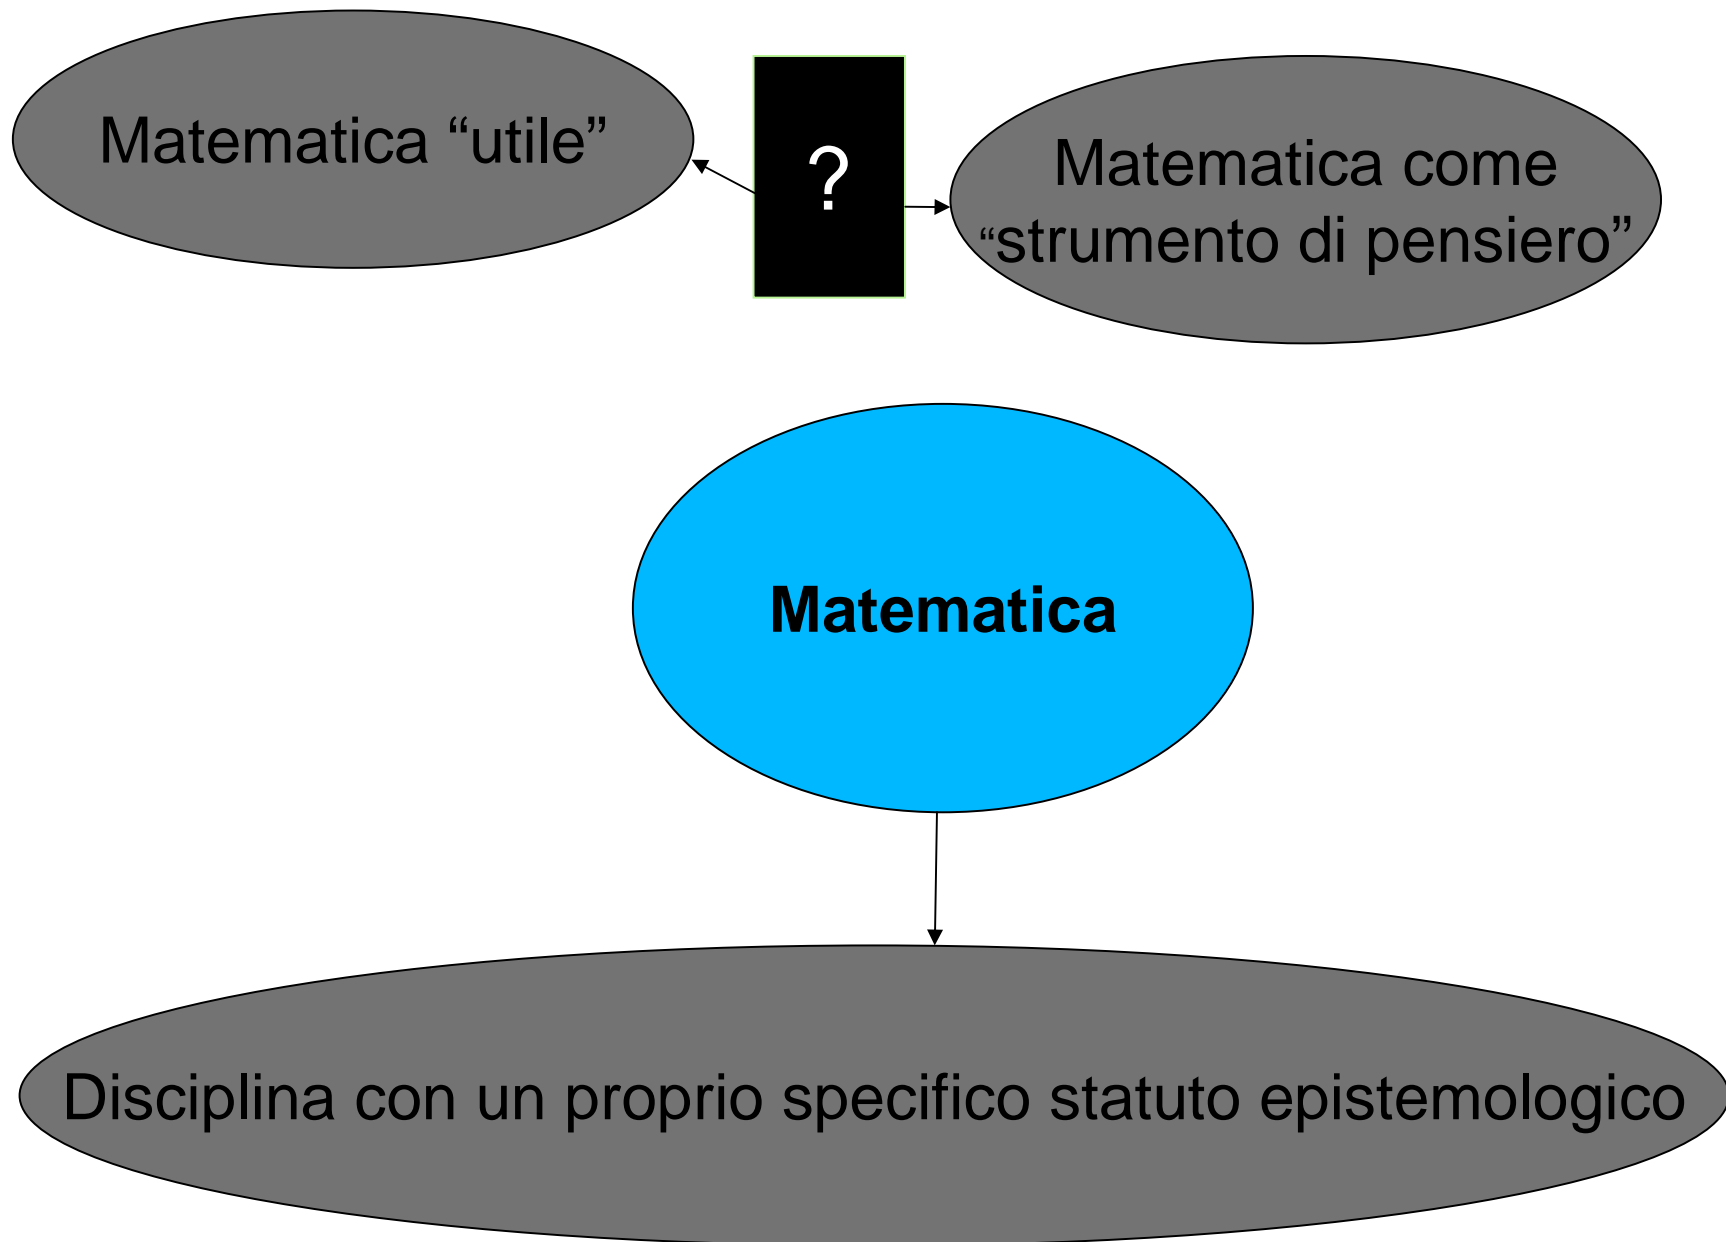 Matematica “utile”
?
Matematica come
“strumento di pensiero”
Matematica
Disciplina con un proprio specifico statuto epistemologico